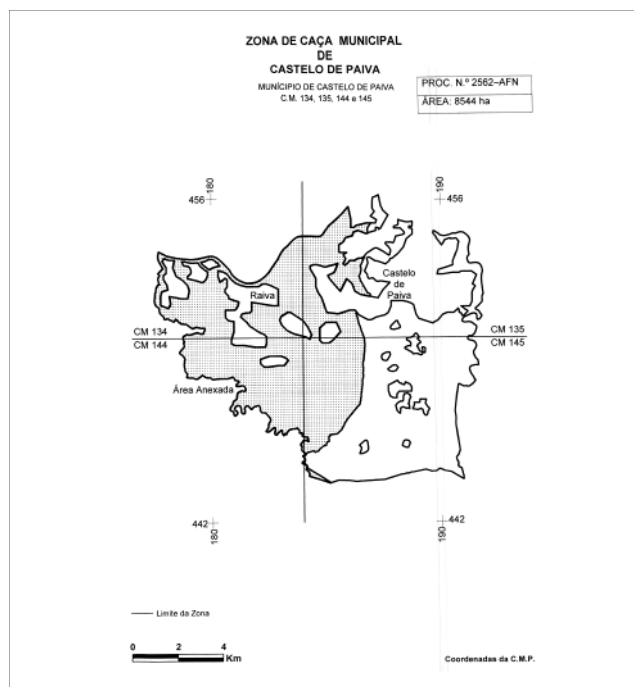 ZONA DE CAÇA MUNICIPAL
DE
CASTELO DE PAIVA
MUNÍCIPIO DE CASTELO DE PAIVA
C.M. 134, 135, 144 e 145
PROC. N.º 2562–AFN
ÁREA: 8544 ha
180
190
456
456
Castelo
de
Paiva
Raiva
CM 134
CM 135
CM 144
CM 145
Área Anexada
442
442
180
190
Limite da Zona
0 2 4
Km
Coordenadas da C.M.P.